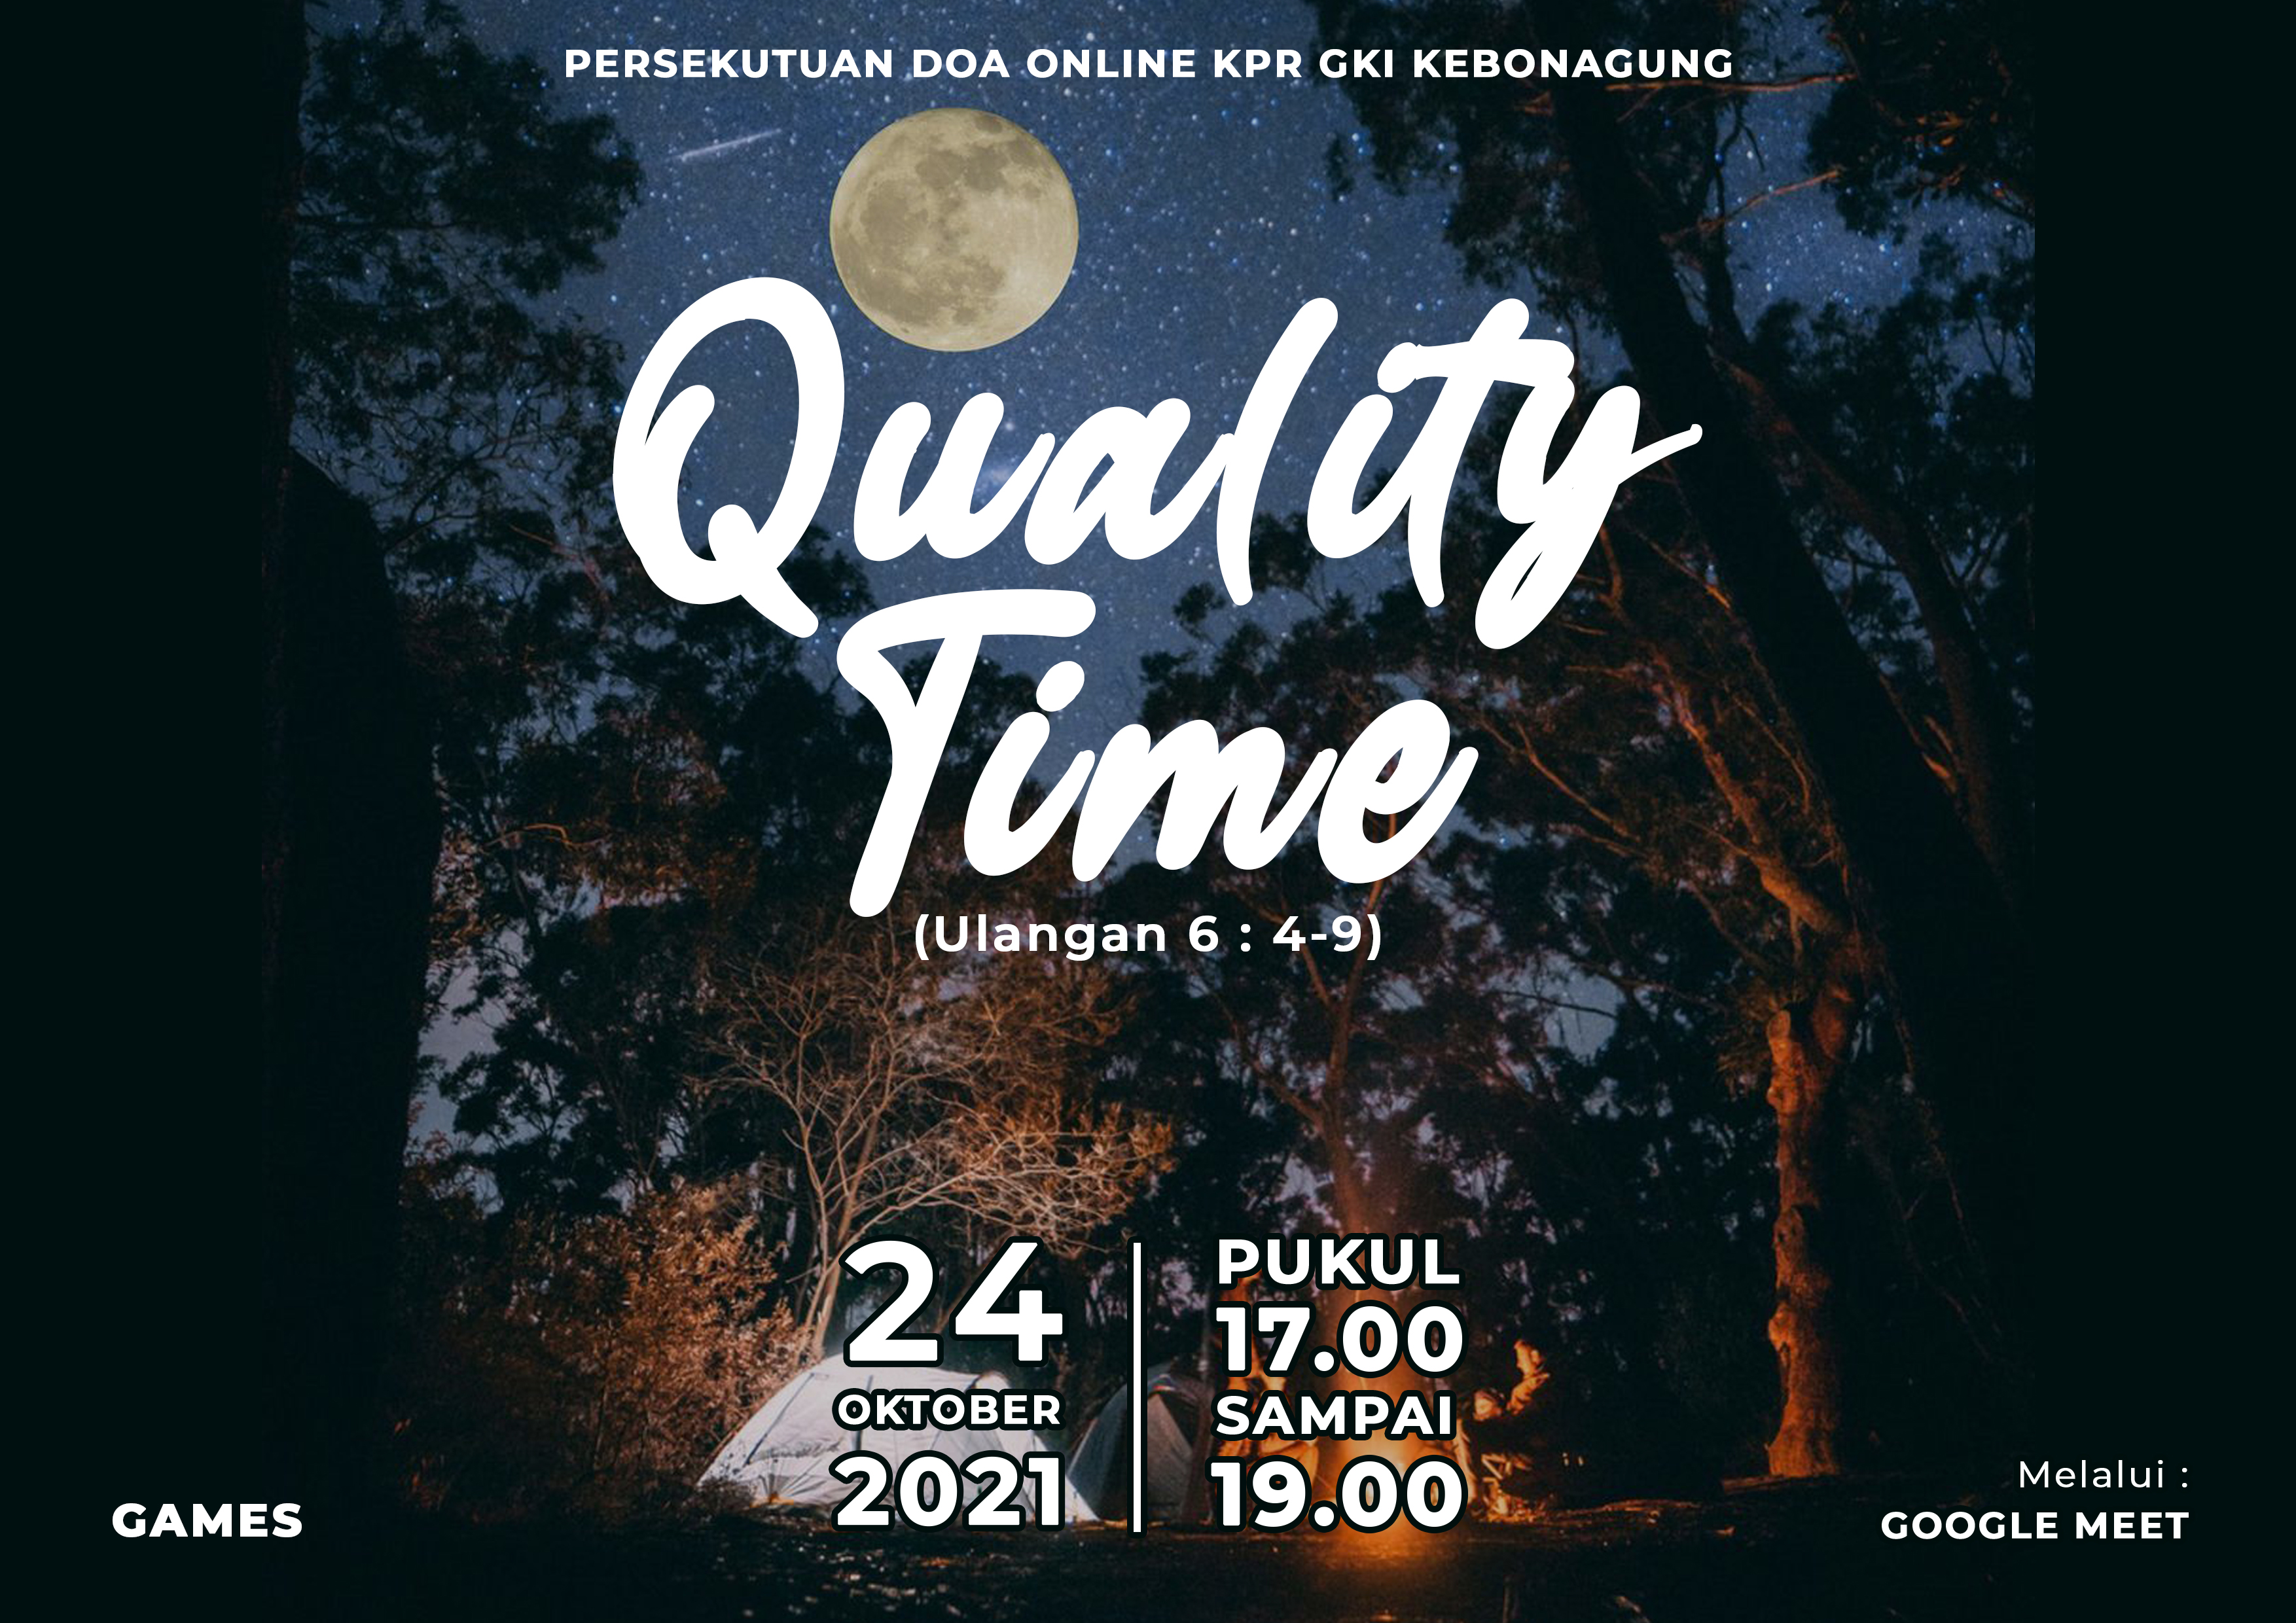 PERSEKUTUAN DOA ONLINE KPR GKI KEBONAGUNG
Quality
Time
(Ulangan 6 : 4-9)
24
OKTOBER
2021
PUKUL
17.00
SAMPAI
19.00
GAMES
Melalui :
GOOGLE MEET